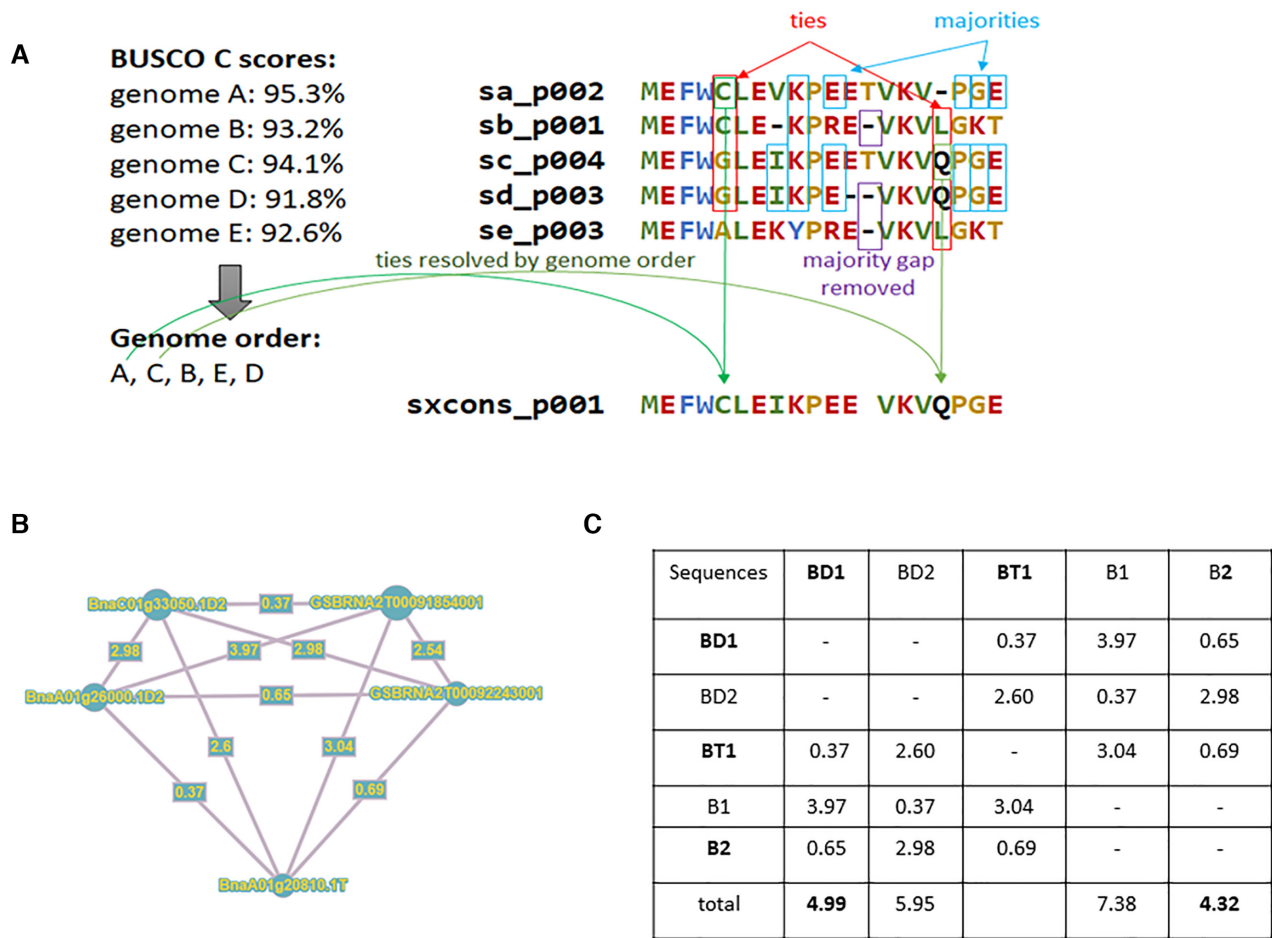 A
ties
majorities
BUSCO C scores:
genome A: 95.3%
genome B: 93.2%
genome C: 94.1%
genome D: 91.8%
genome E: 92.6%
sa_p002 MEFWCLEVKPEETVKV-PGE
sb_p001 MEFWCLE-KPRE-VKVLGKT
sc_p004 MEFWGLEIKPEETVKVQPGE
sd_p003 MEFWGLEIKPE--VKVQPGE
se_p003 MEFWALEKYPRE-VKVLGKT
ties resolved by genome order
majority gap
removed
Genome order:
A, C, B, E, D
sxcons_p001 MEFWCLEIKPEE VKVQPGE
B
BnaC01g33050.1D2 0.37 GSBRNA2T00091854001
2.98 3.97 2.98 2.54
BnaA01g26000.1D2 0.65 GSBRNA2T00092243001
2.6 3.04
0.37 0.69
BnaA01g20810.1T
C
Sequences BD1 BD2 BT1 B1 B2
BD1 - - 0.37 3.97 0.65
BD2 - - 2.60 0.37 2.98
BT1 0.37 2.60 - 3.04 0.69
B1 3.97 0.37 3.04 - -
B2 0.65 2.98 0.69 - -
total 4.99 5.95 7.38 4.32